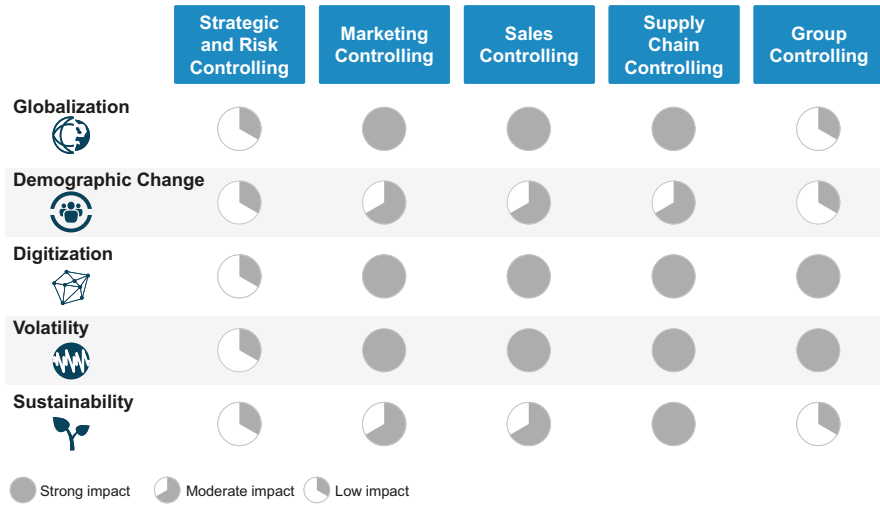 Strategic
and Risk
Controlling
Marketing
Controlling
Sales
Controlling
Supply
Chain
Controlling
Group
Controlling
Globalization
Demographic Change
Digitization
Volatility
Sustainability
Strong impact
Moderate impact
Low impact